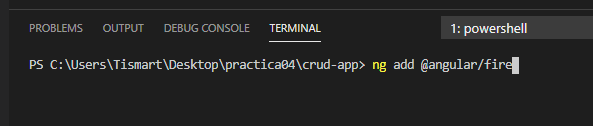 PROBLEMS OUTPUT DEBUG CONSOLE TERMINAL 1: powershell
PS C:\Users\Tismart\Desktop\practica04\crud-app> ng add @angular/fire